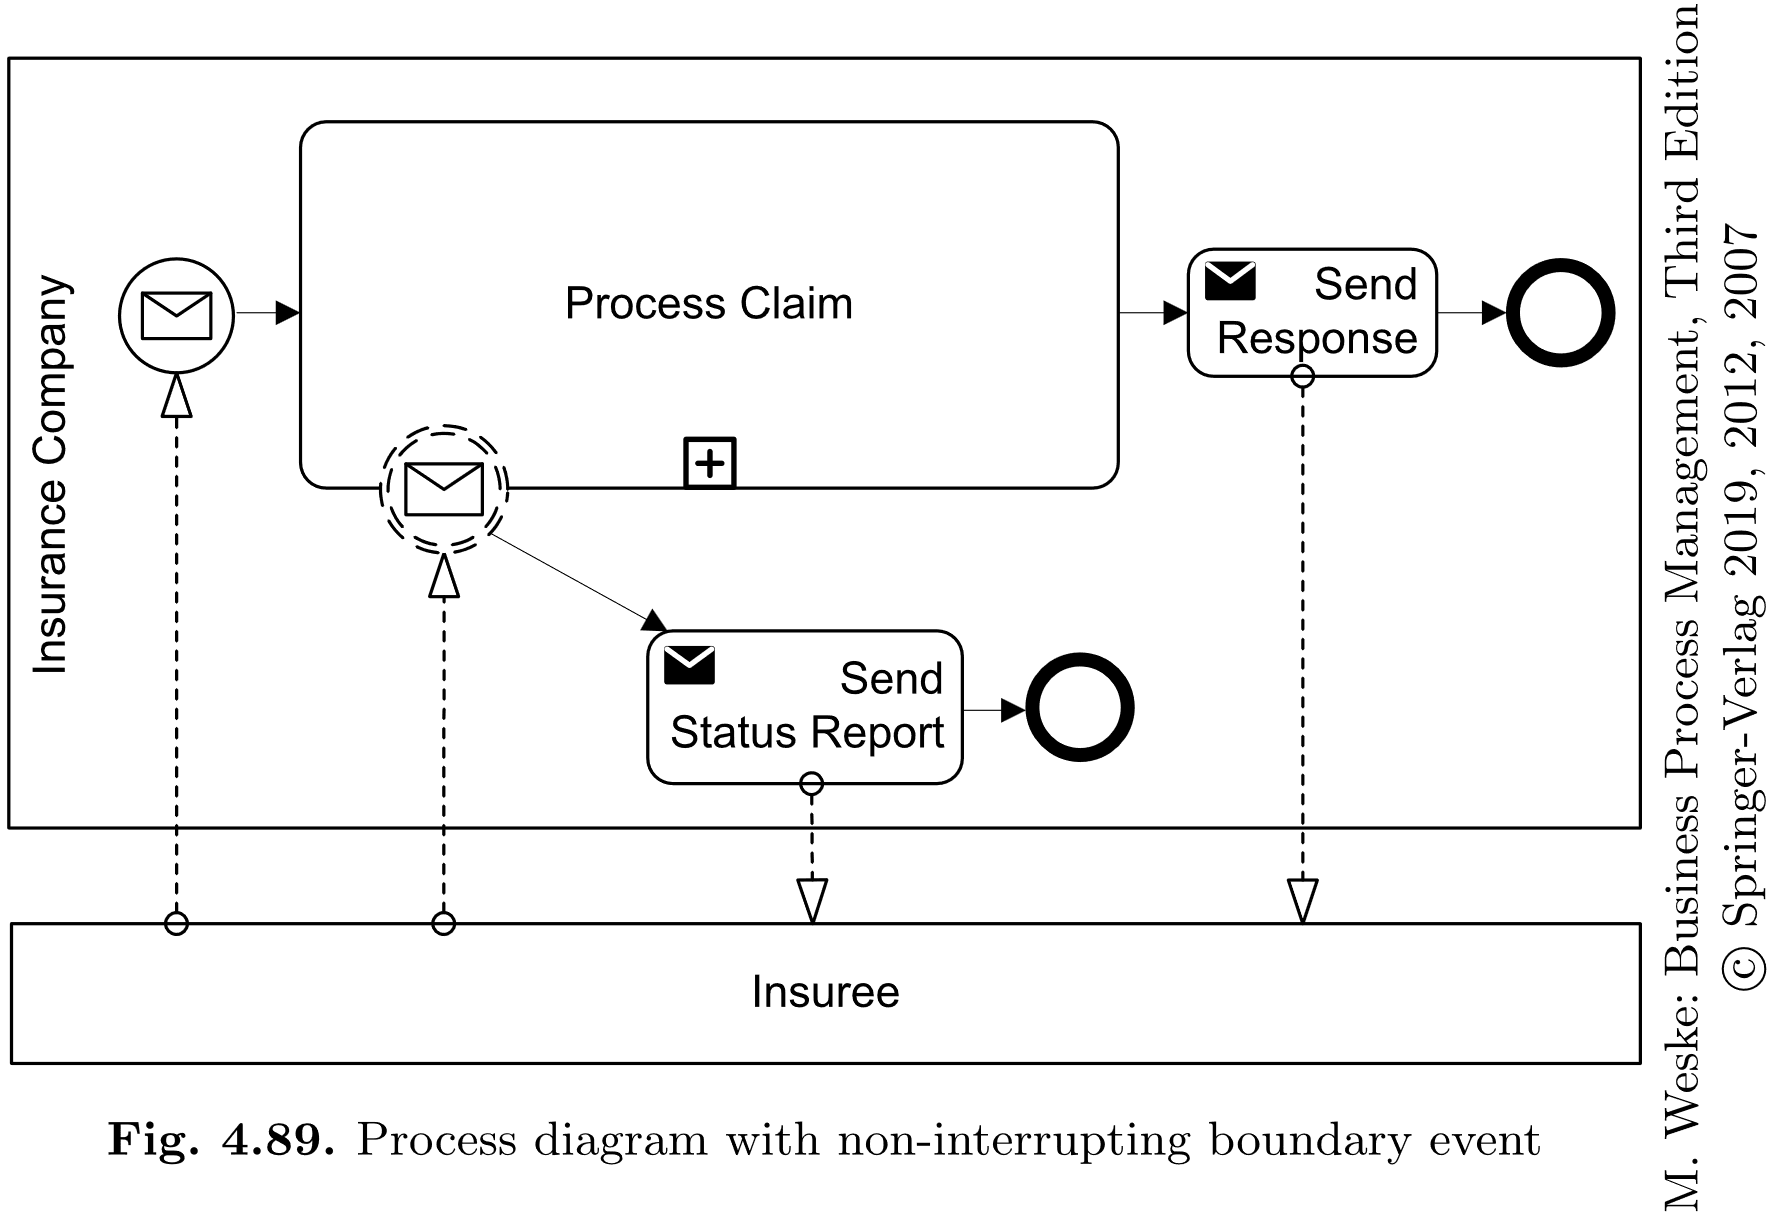 Insurance Company
Process Claim
Send
Response
Send
Status Report
Insuree
Fig. 4.89. Process diagram with non-interrupting boundary event
M. Weske: Business Process Management, Third Edition
© Springer-Verlag 2019, 2012, 2007